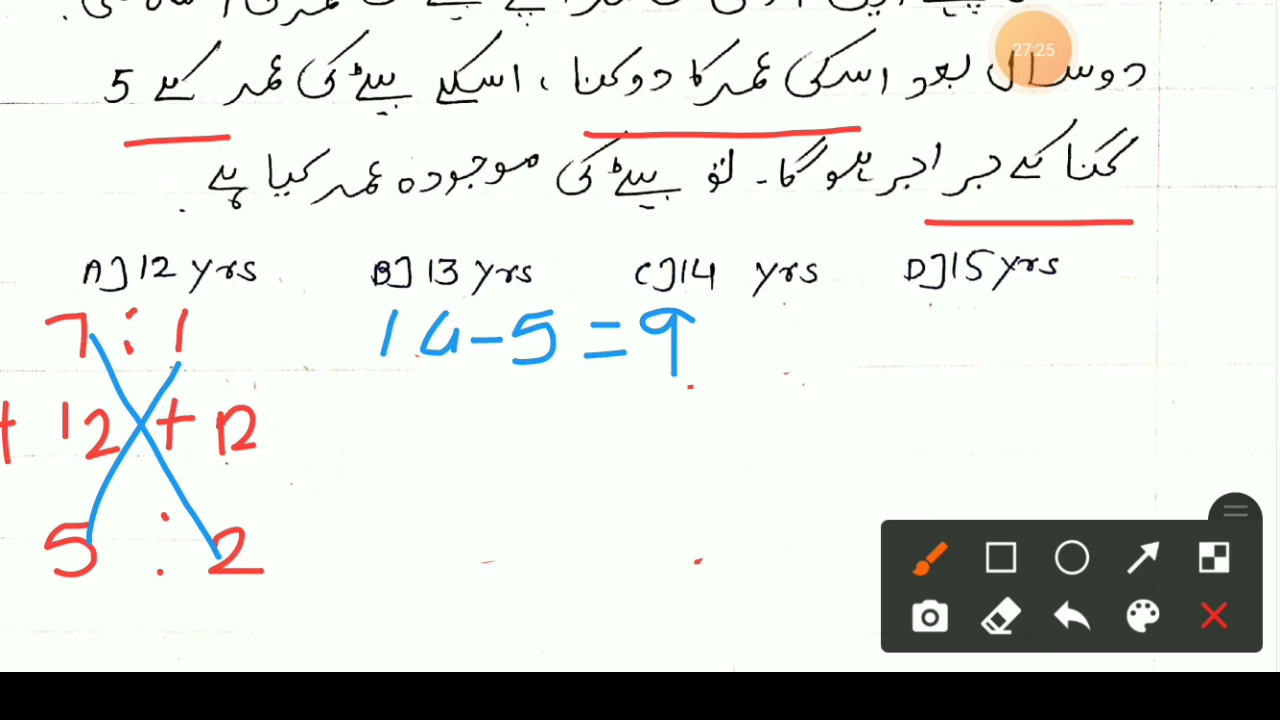 دو سال بعد اسکی عمر کا دوگنا ، اسکے بیٹے کی عمر کے 5
گنا کے برابر ہوگا۔ تو بیٹے کی موجودہ عمر کیا ہے.
27:25
A] 12 yrs B] 13 yrs C] 14 yrs D] 15 yrs
7 : 1 14 - 5 = 9
+ 12 + 12
5 : 2